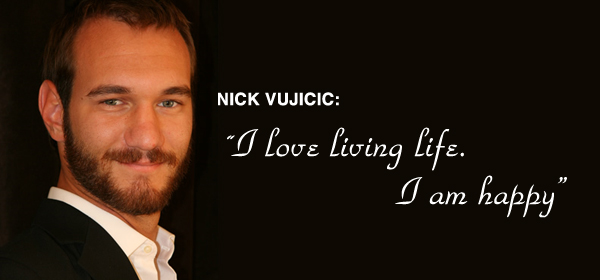 NICK VUJICIC:
“I love living life.
I am happy”